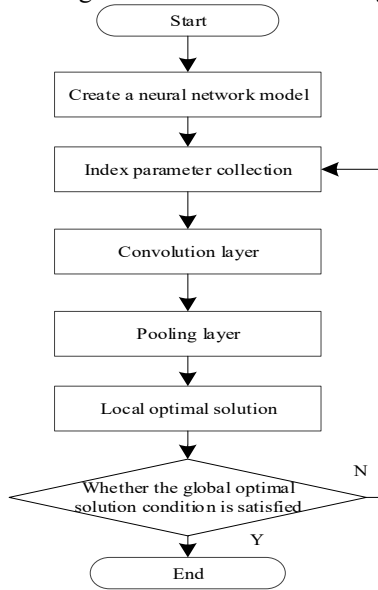 Start
Create a neural network model
Index parameter collection
Convolution layer
Pooling layer
Local optimal solution
Whether the global optimal
solution condition is satisfied
N
Y
End